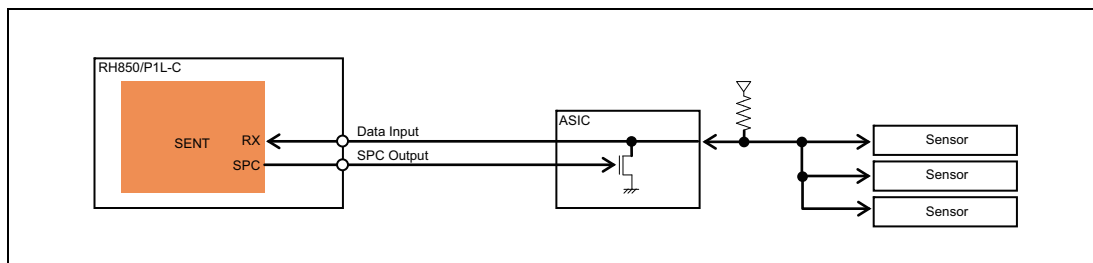 RH850/P1L-C
SENT
RX
SPC
Data Input
SPC Output
ASIC
Sensor
Sensor
Sensor